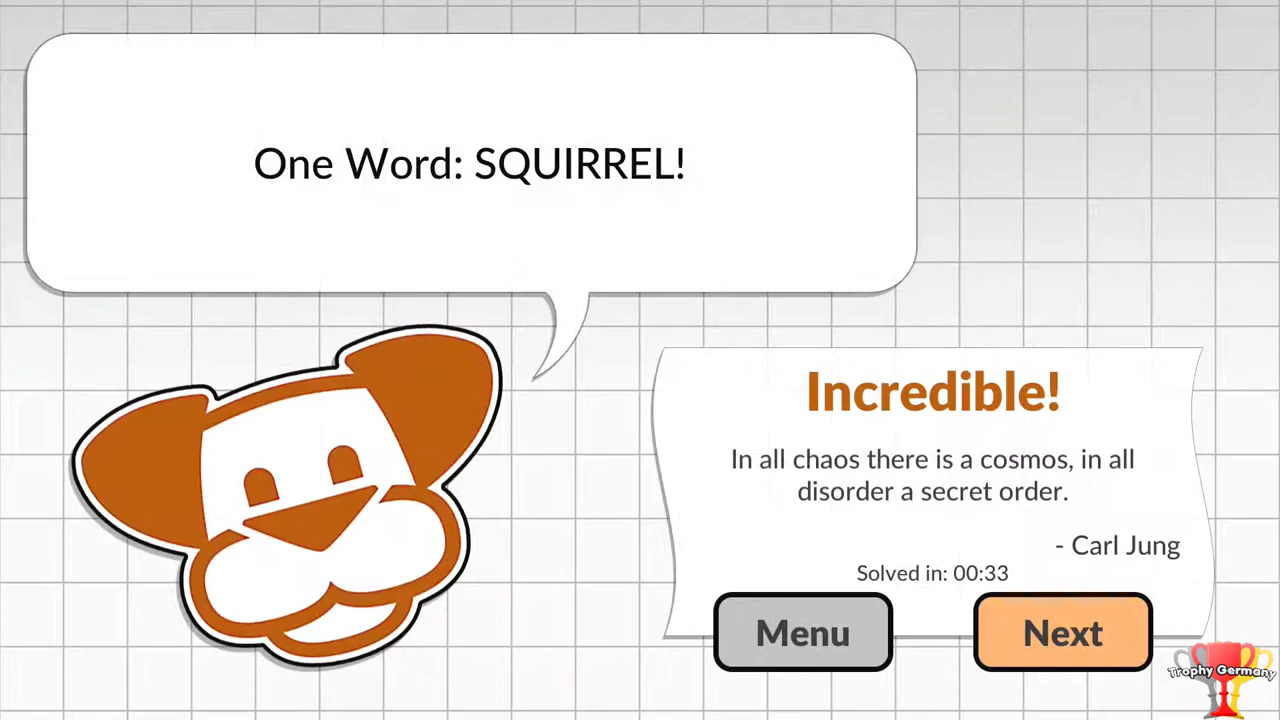 One Word: SQUIRREL!
Incredible!
In all chaos there is a cosmos, in all
disorder a secret order.
- Carl Jung
Solved in: 00:33
Menu
Next
Trophy Germany